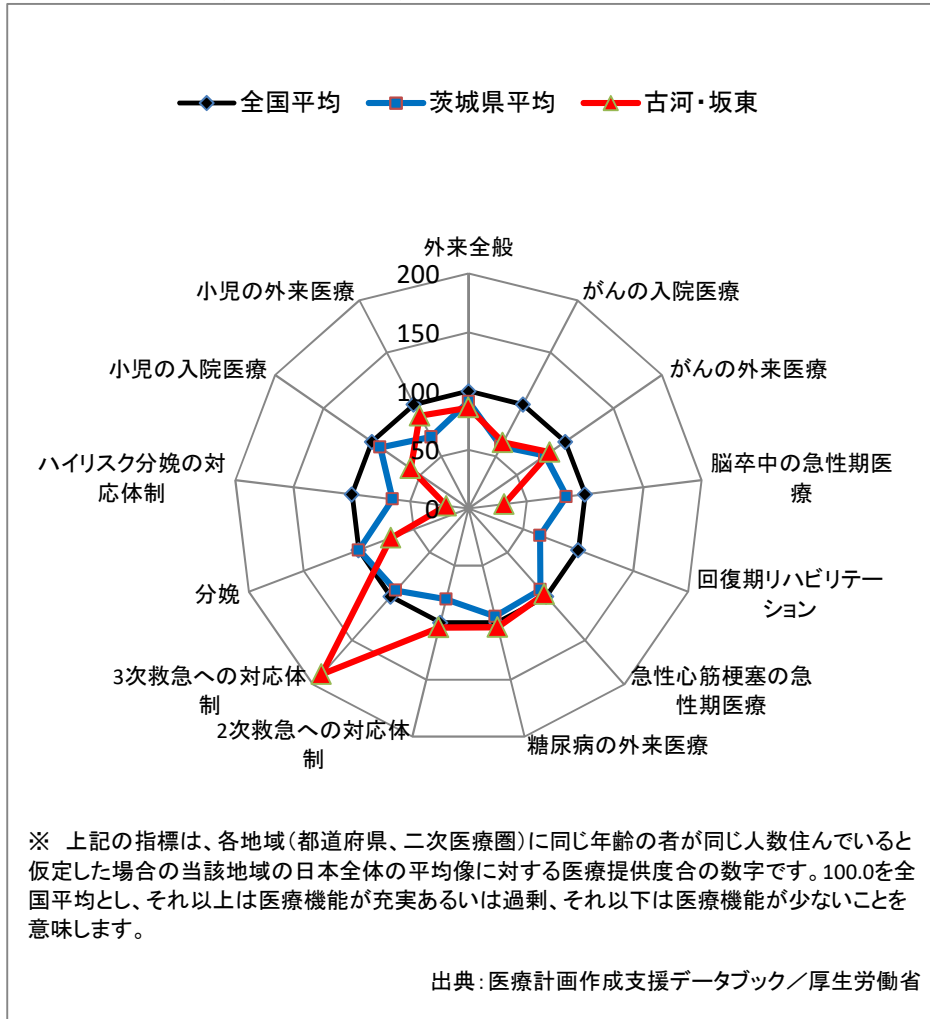 全国平均 茨城県平均 古河・坂東
外来全般
がんの入院医療
がんの外来医療
脳卒中の急性期医
療
回復期リハビリテー
ション
急性心筋梗塞の急
性期医療
糖尿病の外来医療
2次救急への対応体
制
3次救急への対応体
制
分娩
ハイリスク分娩の対
応体制
小児の入院医療
小児の外来医療
200
150
100
50
0
※ 上記の指標は、各地域(都道府県、二次医療圏)に同じ年齢の者が同じ人数住んでいると
仮定した場合の当該地域の日本全体の平均像に対する医療提供度合の数字です。100.0を全
国平均とし、それ以上は医療機能が充実あるいは過剰、それ以下は医療機能が少ないことを
意味します。
出典:医療計画作成支援データブック/厚生労働省